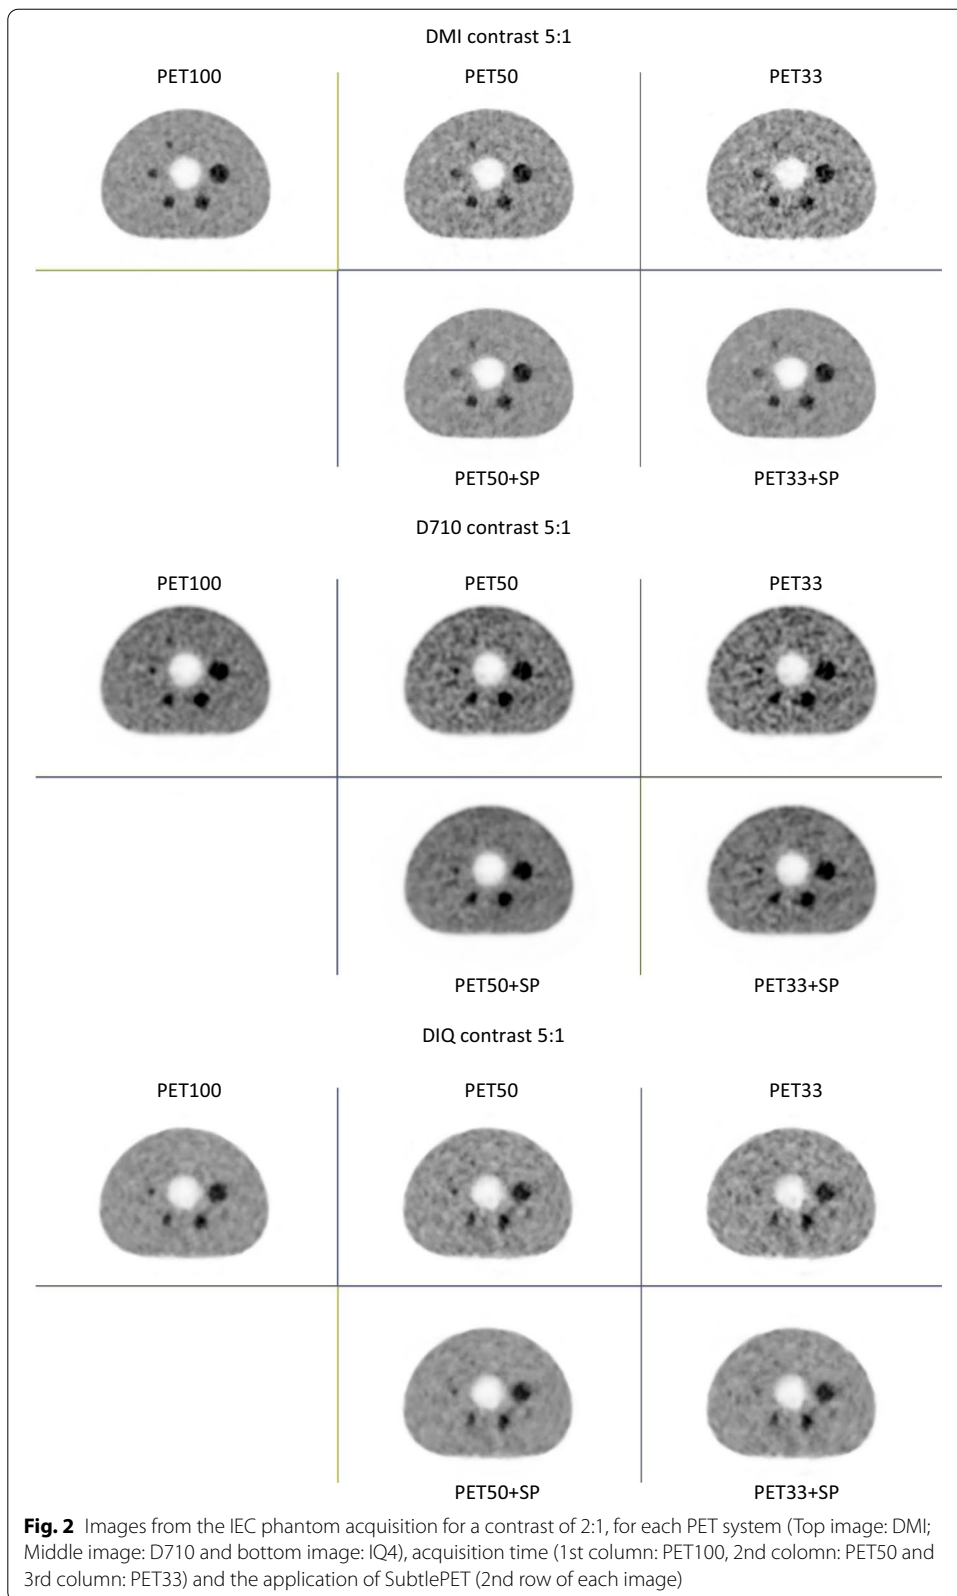 DMI contrast 5:1
PET100 PET50 PET33
PET50+SP PET33+SP
D710 contrast 5:1
PET100 PET50 PET33
PET50+SP PET33+SP
DIQ contrast 5:1
PET100 PET50 PET33
PET50+SP PET33+SP
Fig. 2 Images from the IEC phantom acquisition for a contrast of 2:1, for each PET system (Top image: DMI;
Middle image: D710 and bottom image: IQ4), acquisition time (1st column: PET100, 2nd colomn: PET50 and
3rd column: PET33) and the application of SubtlePET (2nd row of each image)